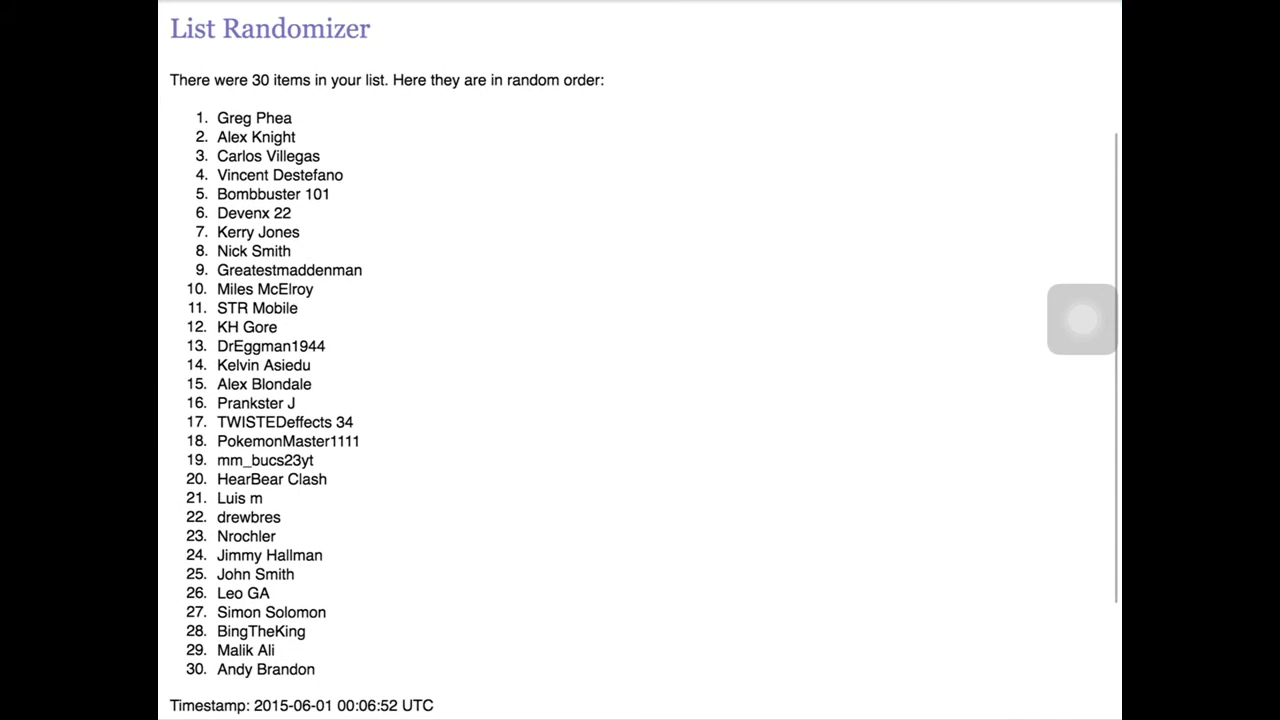 List Randomizer
There were 30 items in your list. Here they are in random order:
1. Greg Phea
2. Alex Knight
3. Carlos Villegas
4. Vincent Destefano
5. Bombbuster 101
6. Devenx 22
7. Kerry Jones
8. Nick Smith
9. Greatestmaddenman
10. Miles McElroy
11. STR Mobile
12. KH Gore
13. DrEggman1944
14. Kelvin Asiedu
15. Alex Blondale
16. Prankster J
17. TWISTEDeffects 34
18. PokemonMaster1111
19. mm_bucs23yt
20. HearBear Clash
21. Luis m
22. drewbres
23. Nrochler
24. Jimmy Hallman
25. John Smith
26. Leo GA
27. Simon Solomon
28. BingTheKing
29. Malik Ali
30. Andy Brandon
Timestamp: 2015-06-01 00:06:52 UTC